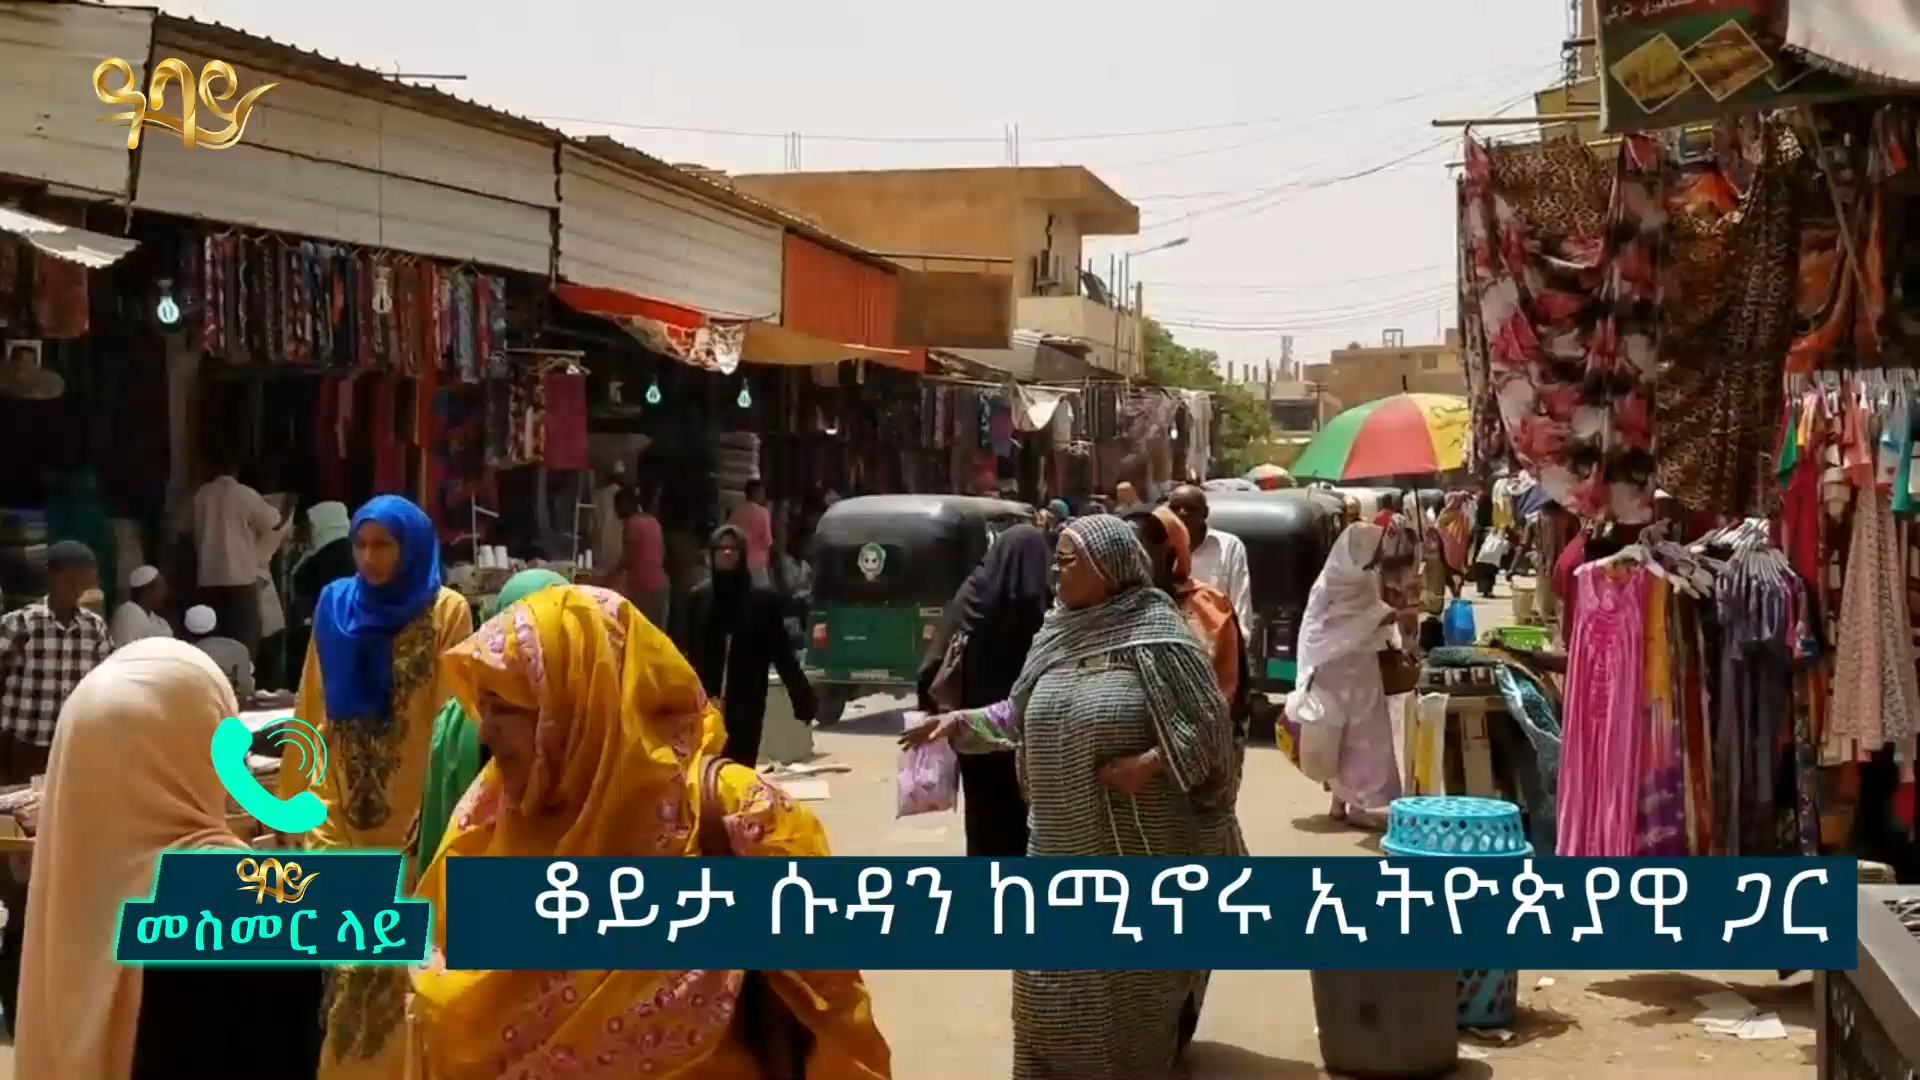 ዓባይ
ዓባይ
መስመር ላይ
ቆይታ ሱዳን ከሚኖሩ ኢትዮጵያዊ ጋር